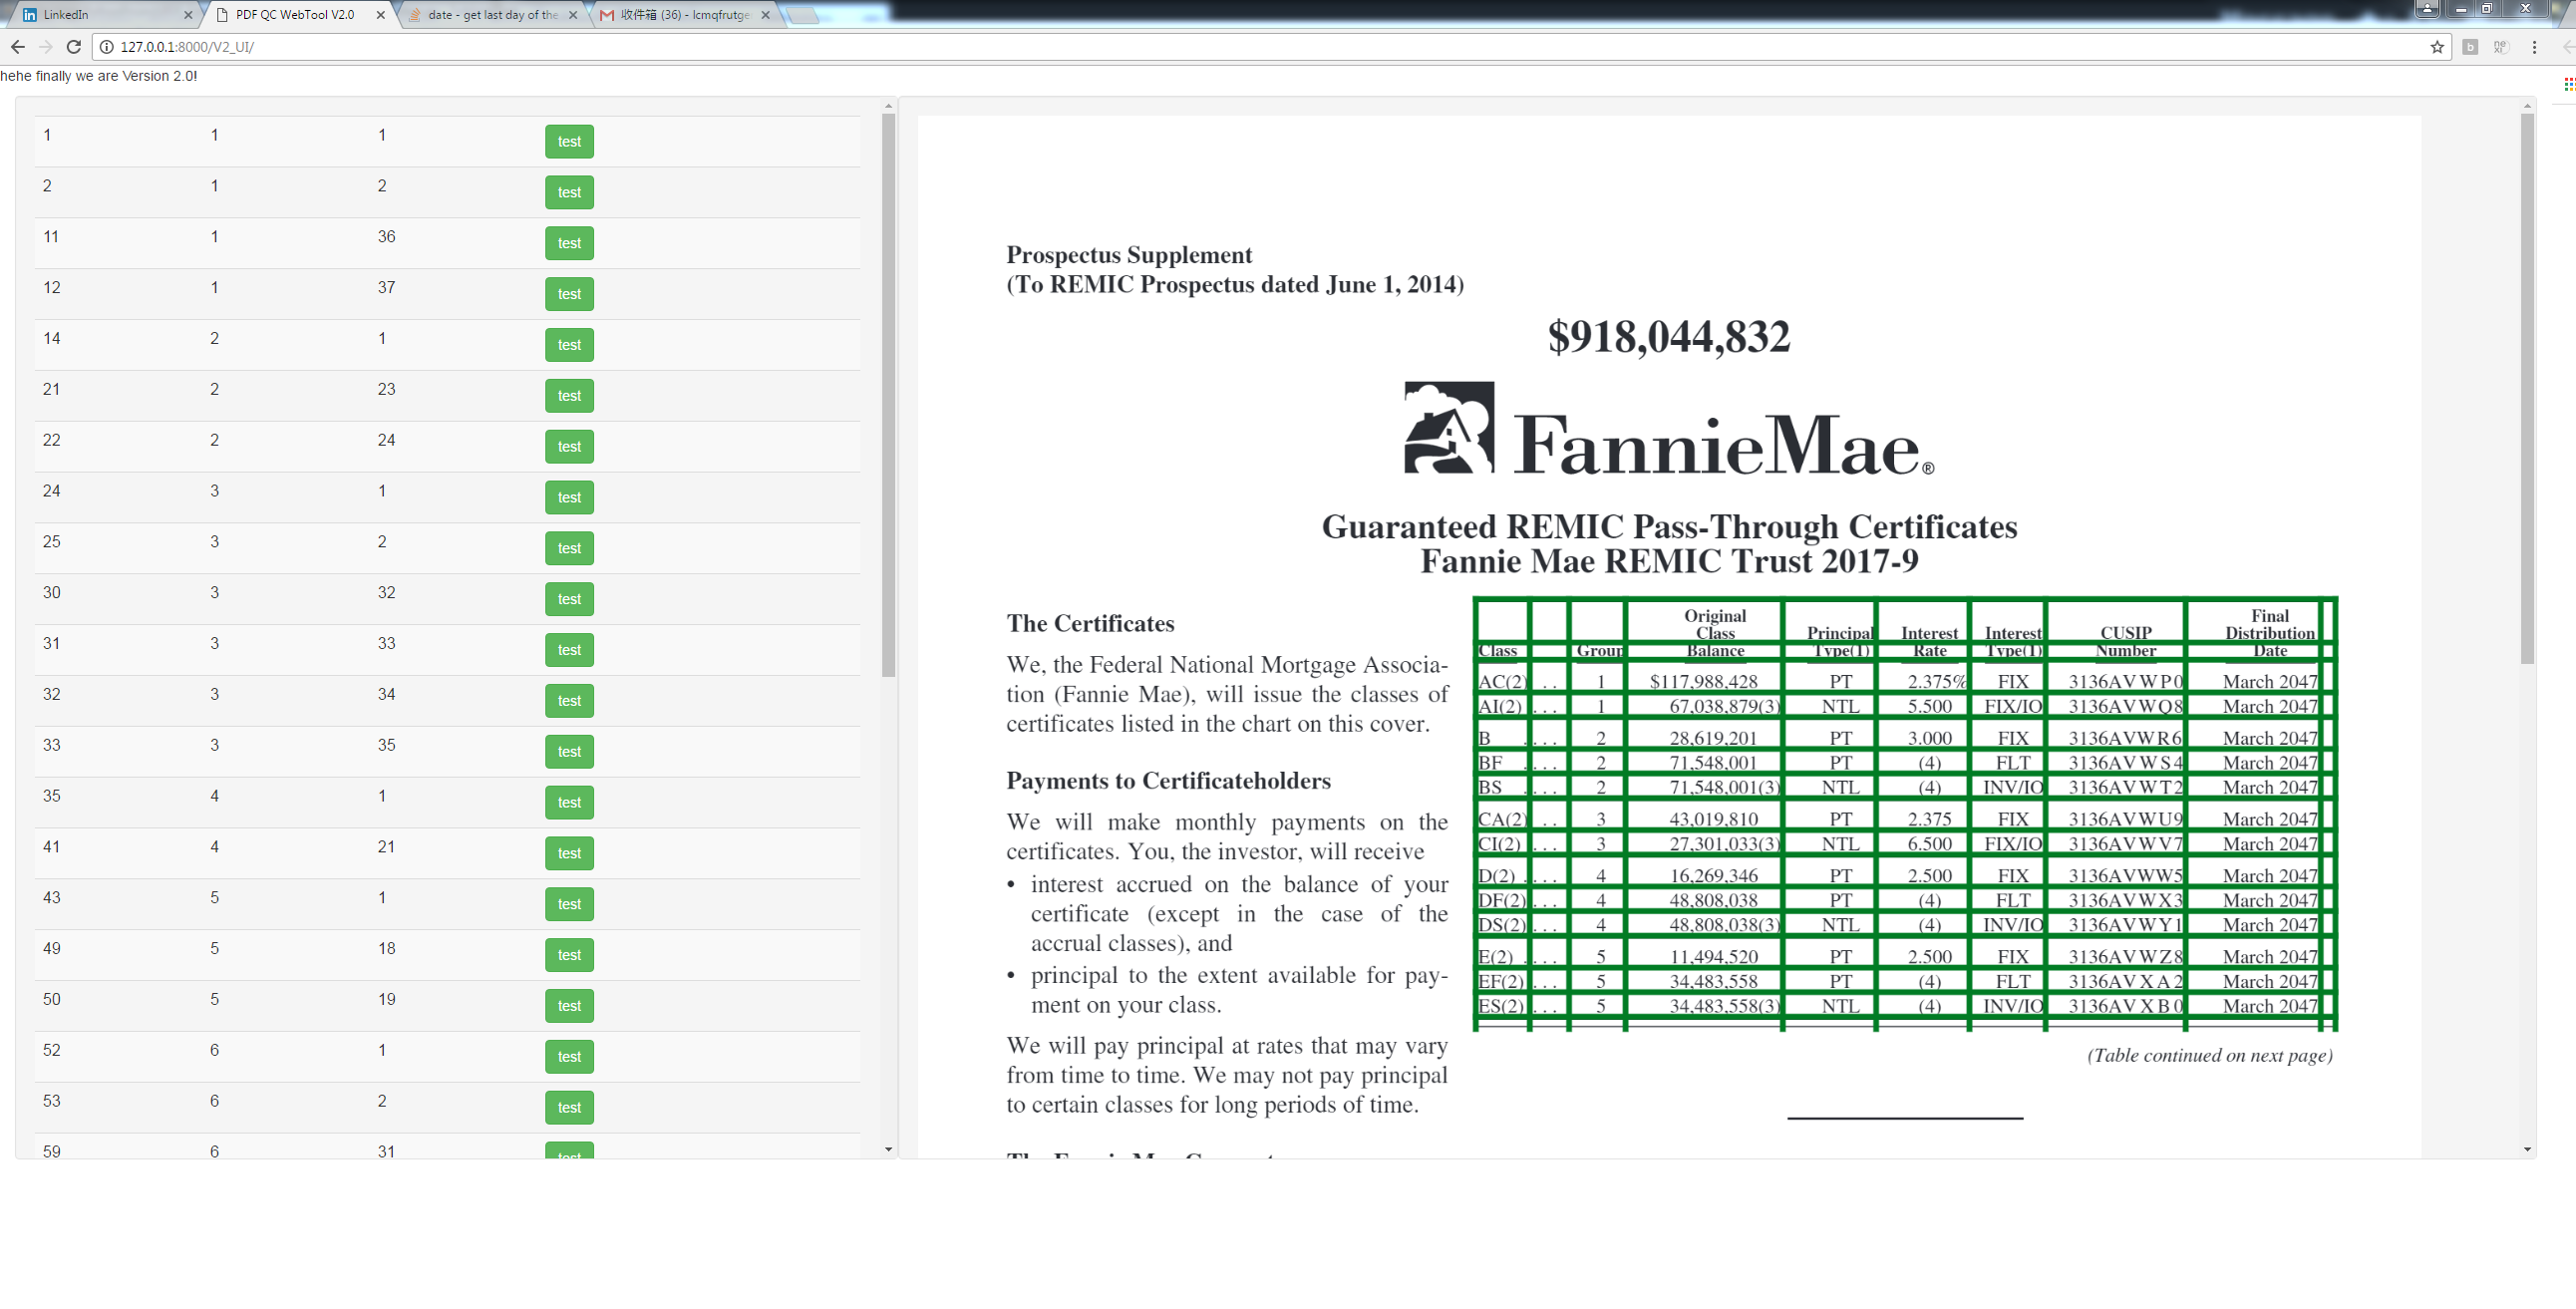 LinkedIn
PDF QC WebTool V2.0
date - get last day of the
收件箱 (36) - lcmqfrutge
127.0.0.1:8000/V2_UI/
hehe finally we are Version 2.0!
1 1 1 test
2 1 2 test
11 1 36 test
12 1 37 test
14 2 1 test
21 2 23 test
22 2 24 test
24 3 1 test
25 3 2 test
30 3 32 test
31 3 33 test
32 3 34 test
33 3 35 test
35 4 1 test
41 4 21 test
43 5 1 test
49 5 18 test
50 5 19 test
52 6 1 test
53 6 2 test
59 6 31 test
Prospectus Supplement
(To REMIC Prospectus dated June 1, 2014)
$918,044,832
FannieMae®
Guaranteed REMIC Pass-Through Certificates
Fannie Mae REMIC Trust 2017-9
The Certificates
We, the Federal National Mortgage Associa-
tion (Fannie Mae), will issue the classes of
certificates listed in the chart on this cover.
Payments to Certificateholders
We will make monthly payments on the
certificates. You, the investor, will receive
• interest accrued on the balance of your
certificate (except in the case of the
accrual classes), and
• principal to the extent available for pay-
ment on your class.
We will pay principal at rates that may vary
from time to time. We may not pay principal
to certain classes for long periods of time.
Class Group Original Class Balance Principal Type(1) Interest Rate Interest Type(1) CUSIP Number Final Distribution Date
AC(2) . . 1 $117,988,428 PT 2.375% FIX 3136AVWP0 March 2047
AI(2) . . . 1 67,038,879(3) NTL 5.500 FIX/IO 3136AVWQ8 March 2047
B . . . . 2 28,619,201 PT 3.000 FIX 3136AVWR6 March 2047
BF . . . . 2 71,548,001 PT (4) FLT 3136AVWS4 March 2047
BS . . . . 2 71,548,001(3) NTL (4) INV/IO 3136AVWT2 March 2047
CA(2) . . 3 43,019,810 PT 2.375 FIX 3136AVWU9 March 2047
CI(2) . . . 3 27,301,033(3) NTL 6.500 FIX/IO 3136AVWV7 March 2047
D(2) . . . . 4 16,269,346 PT 2.500 FIX 3136AVWW5 March 2047
DF(2) . . . 4 48,808,038 PT (4) FLT 3136AVWX3 March 2047
DS(2) . . . 4 48,808,038(3) NTL (4) INV/IO 3136AVWY1 March 2047
E(2) . . . . 5 11,494,520 PT 2.500 FIX 3136AVWZ8 March 2047
EF(2) . . . 5 34,483,558 PT (4) FLT 3136AVXA2 March 2047
ES(2) . . . 5 34,483,558(3) NTL (4) INV/IO 3136AVXB0 March 2047
(Table continued on next page)